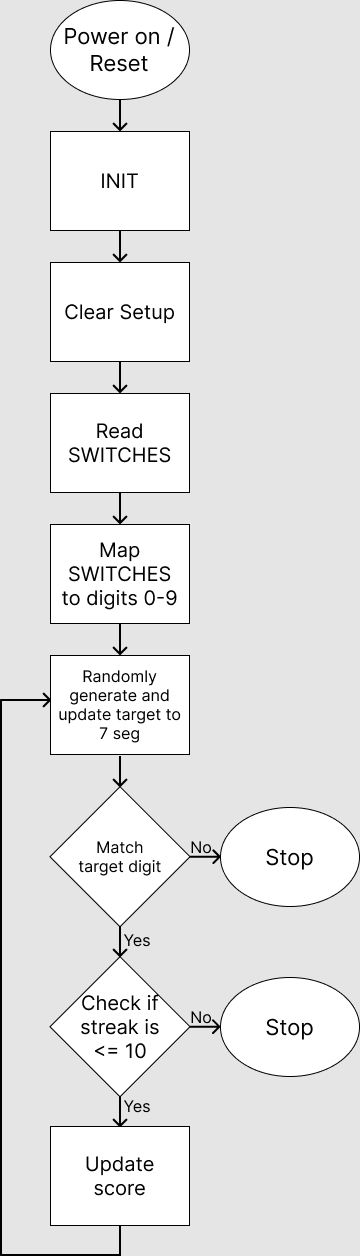 Power on /
Reset
INIT
Clear Setup
Read
SWITCHES
Map
SWITCHES
to digits 0-9
Randomly
generate and
update target to
7 seg
Match
target digit
No
Stop
Yes
Check if
streak is
<= 10
No
Stop
Yes
Update
score